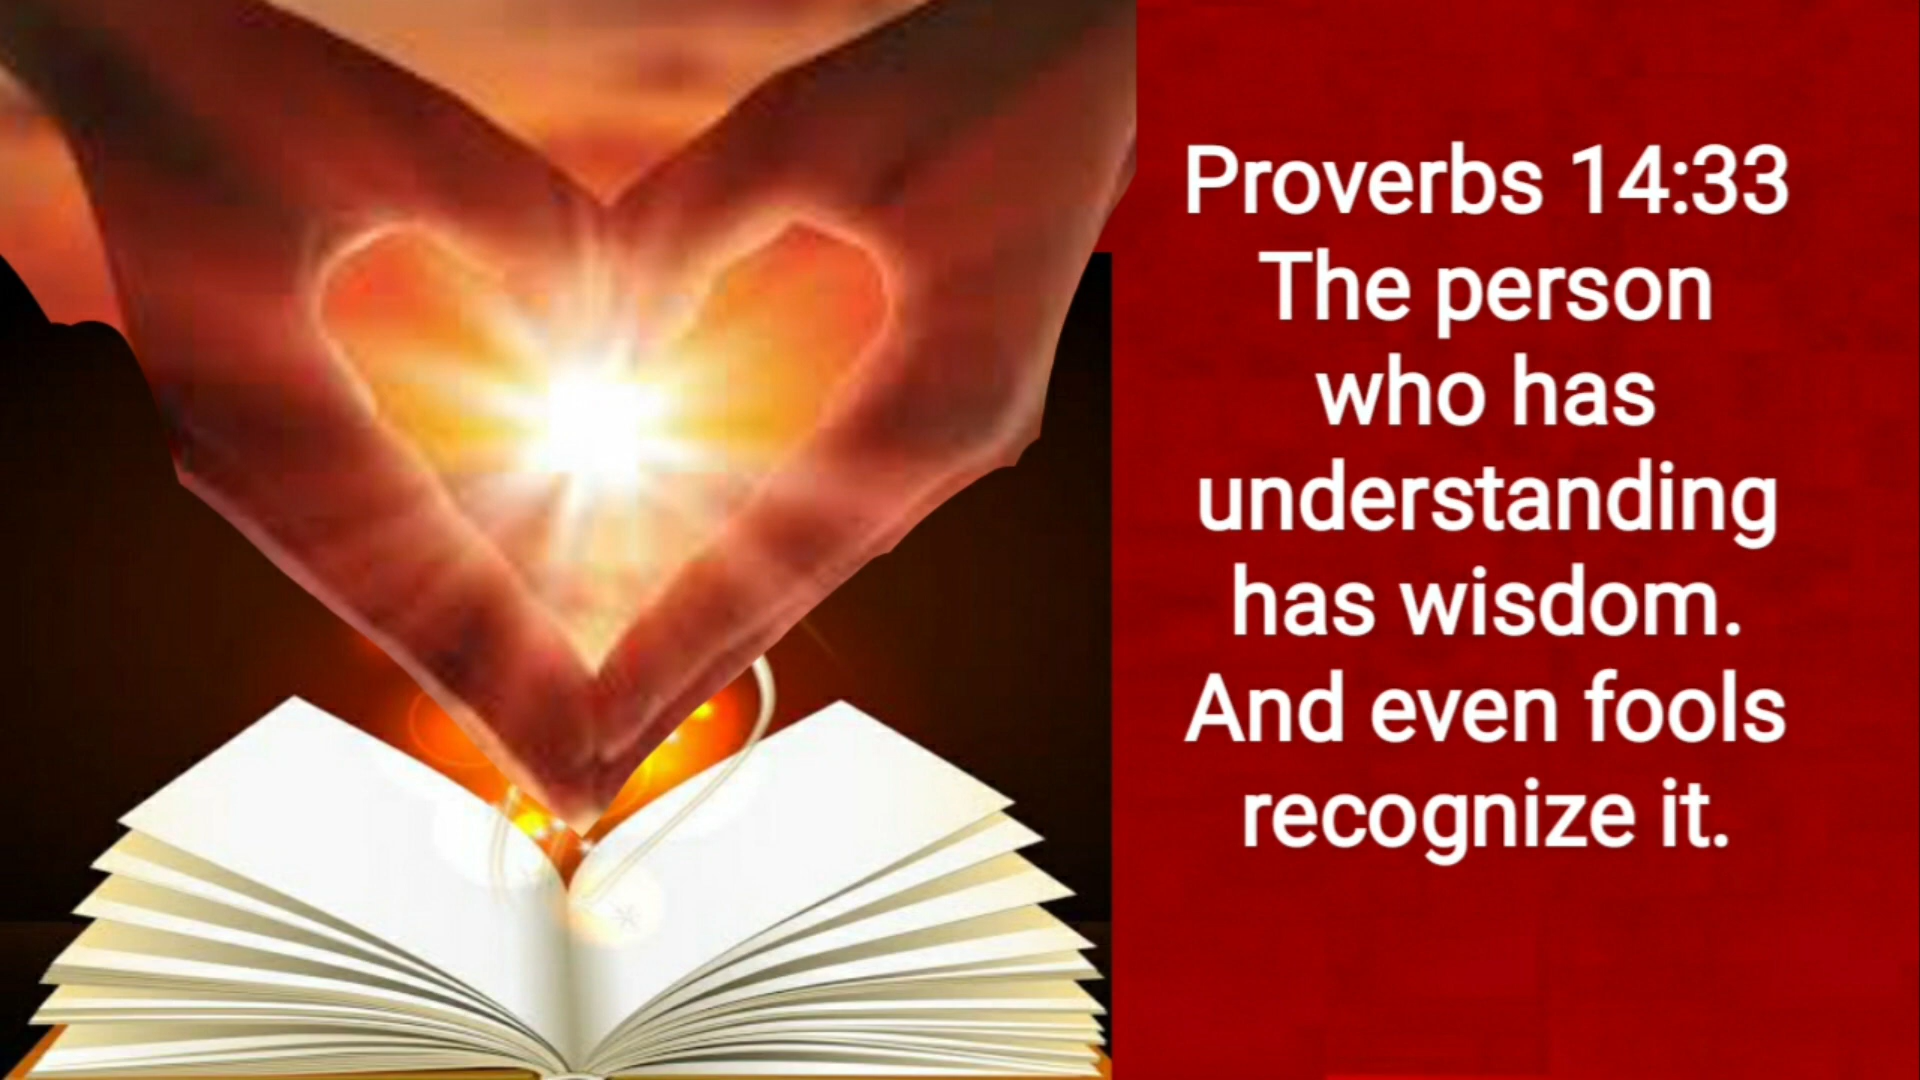 Proverbs 14:33
The person
who has
understanding
has wisdom.
And even fools
recognize it.